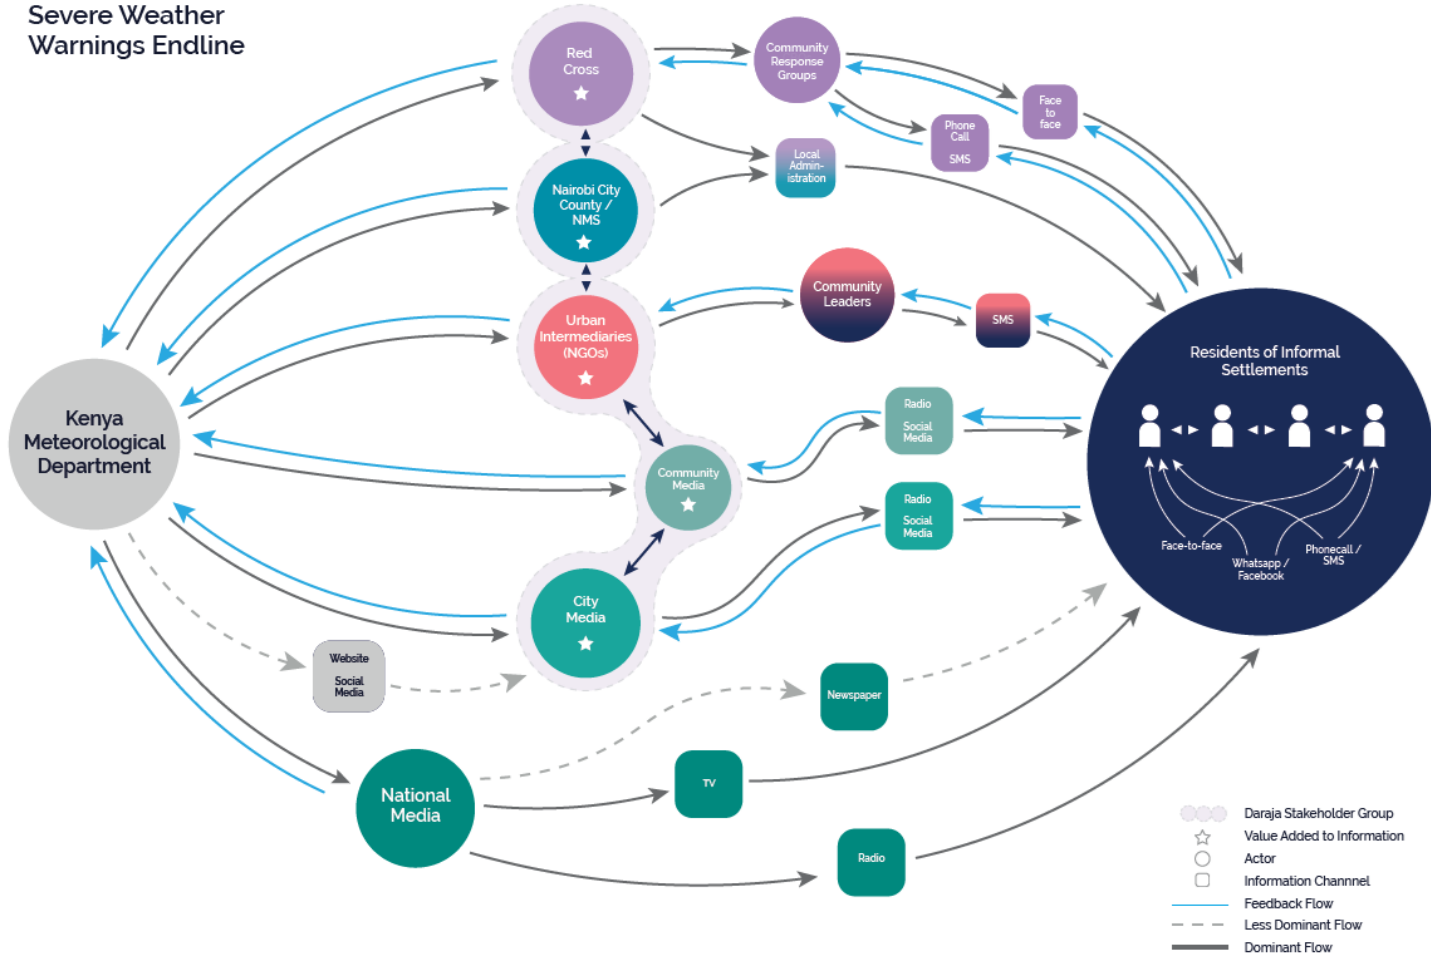 Severe Weather
Warnings Endline
Red
Cross
Community
Response
Groups
Face
to
face
Phone
Call
SMS
Local
Admin-
istration
Nairobi City
County /
NMS
Community
Leaders
SMS
Urban
Intermediaries
(NGOs)
Residents of Informal
Settlements
Kenya
Meteorological
Department
Radio
Social
Media
Community
Media
Radio
Social
Media
Face-to-face
Whatsapp /
Facebook
Phonecall /
SMS
City
Media
Website
Social
Media
Newspaper
National
Media
TV
Radio
Daraja Stakeholder Group
Value Added to Information
Actor
Information Channnel
Feedback Flow
Less Dominant Flow
Dominant Flow